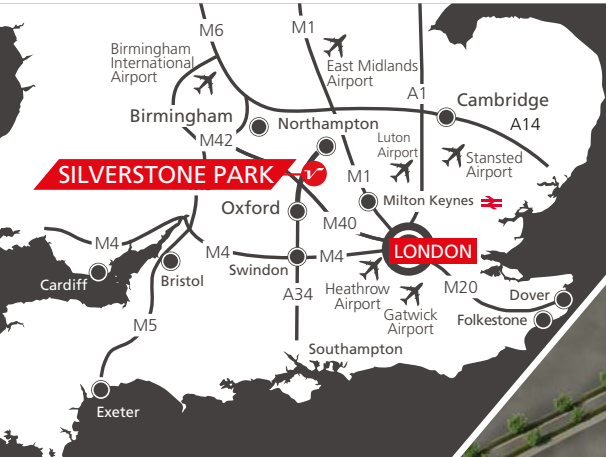 M6
M1
Birmingham
International
Airport
East Midlands
Airport
A1
Cambridge
Birmingham
Northampton
A14
M42
Luton
Airport
Stansted
Airport
SILVERSTONE PARK
M1
Milton Keynes
Oxford
M40
M4
M4
Swindon
M4
LONDON
Cardiff
Bristol
A34
Heathrow
Airport
M20
Gatwick
Airport
Dover
Folkestone
M5
Southampton
Exeter